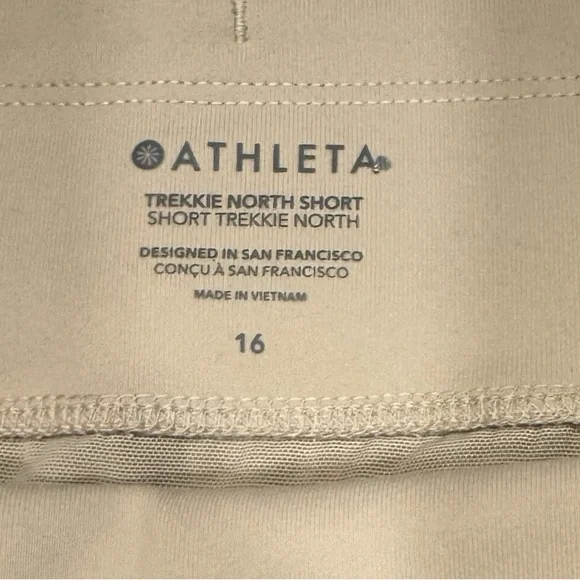 ATHLETA
TREKKIE NORTH SHORT
SHORT TREKKIE NORTH
DESIGNED IN SAN FRANCISCO
CONÇU À SAN FRANCISCO
MADE IN VIETNAM
16